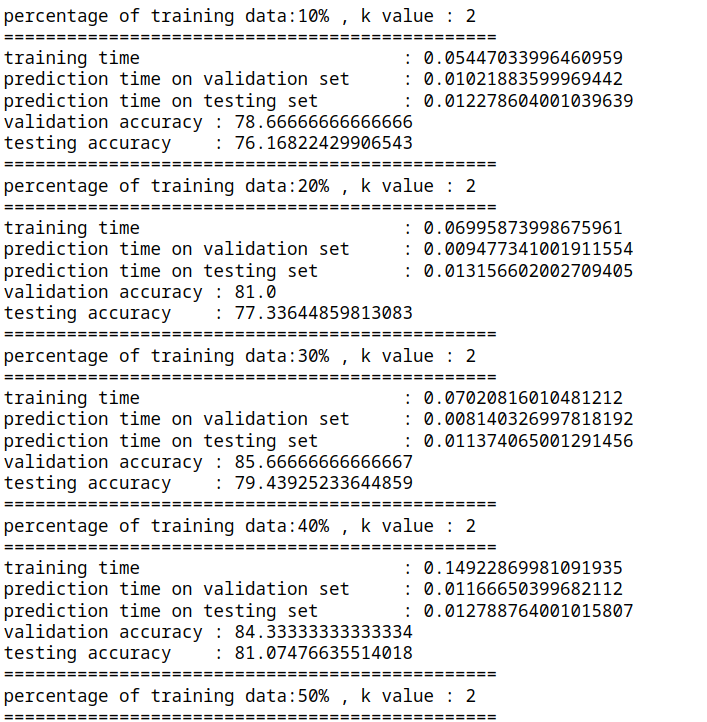 percentage of training data:10% , k value : 2
===============================================
training time                         : 0.05447033996460959
prediction time on validation set     : 0.01021883599969442
prediction time on testing set        : 0.012278604001039639
validation accuracy : 78.66666666666666
testing accuracy    : 76.16822429906543
===============================================
percentage of training data:20% , k value : 2
===============================================
training time                         : 0.06995873998675961
prediction time on validation set     : 0.009477341001911554
prediction time on testing set        : 0.013156602002709405
validation accuracy : 81.0
testing accuracy    : 77.33644859813083
===============================================
percentage of training data:30% , k value : 2
===============================================
training time                         : 0.07020816010481212
prediction time on validation set     : 0.008140326997818192
prediction time on testing set        : 0.011374065001291456
validation accuracy : 85.66666666666667
testing accuracy    : 79.43925233644859
===============================================
percentage of training data:40% , k value : 2
===============================================
training time                         : 0.14922869981091935
prediction time on validation set     : 0.01166650399682112
prediction time on testing set        : 0.012788764001015807
validation accuracy : 84.33333333333334
testing accuracy    : 81.07476635514018
===============================================
percentage of training data:50% , k value : 2
===============================================